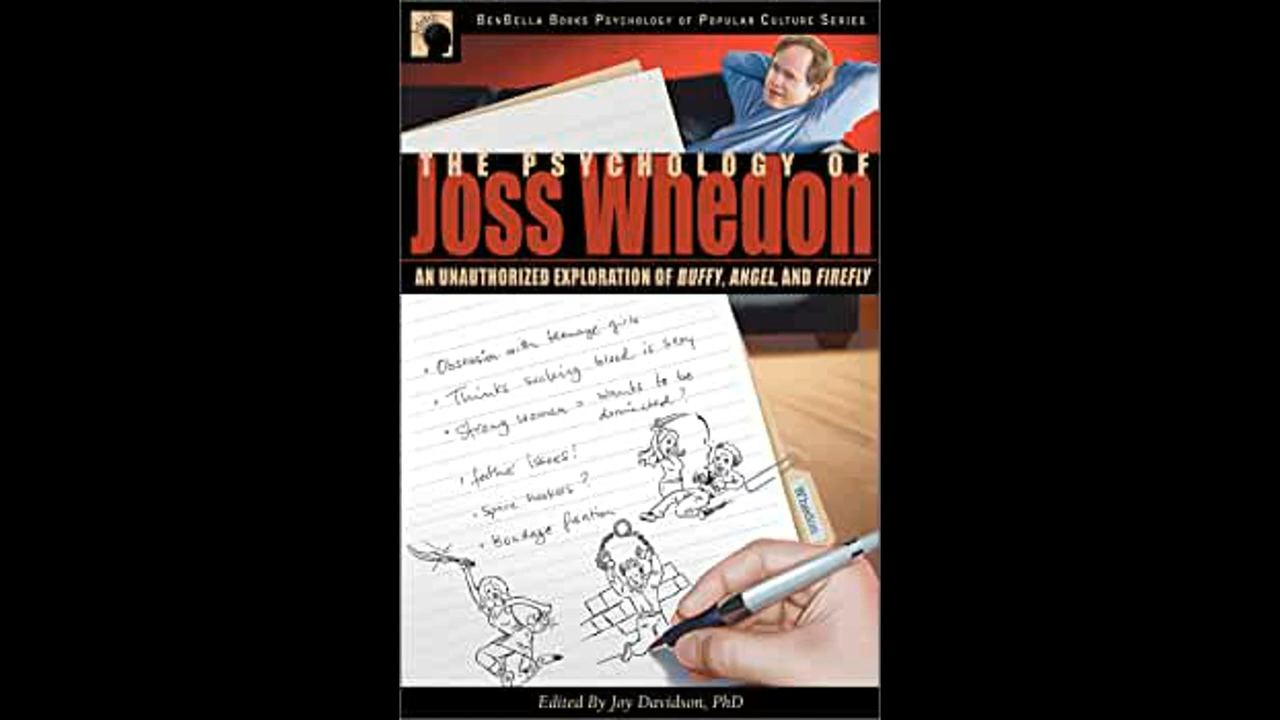 BENBELLA BOOKS PSYCHOLOGY OF POPULAR CULTURE SERIES
THE PSYCHOLOGY OF
Joss Whedon
AN UNAUTHORIZED EXPLORATION OF BUFFY, ANGEL, AND FIREFLY
• Obsession with teenage girls
• Thinks sucking blood is sexy
• Strong women = wants to be
dominated?
• father issues!
• Space hookers?
• Bondage fixation
Whedon
Edited By Joy Davidson, PhD